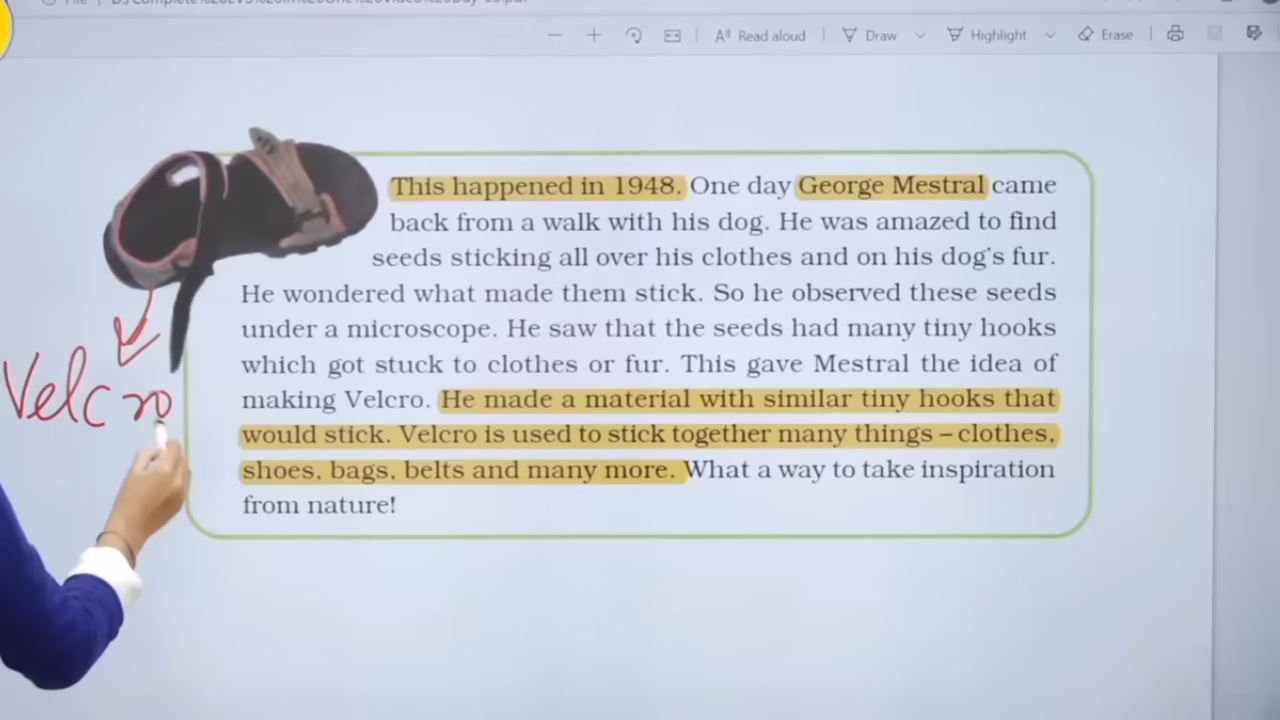 Read aloud
Draw
Highlight
Erase
This happened in 1948. One day George Mestral came
back from a walk with his dog. He was amazed to find
seeds sticking all over his clothes and on his dog's fur.
He wondered what made them stick. So he observed these seeds
under a microscope. He saw that the seeds had many tiny hooks
which got stuck to clothes or fur. This gave Mestral the idea of
making Velcro. He made a material with similar tiny hooks that
would stick. Velcro is used to stick together many things – clothes,
shoes, bags, belts and many more. What a way to take inspiration
from nature!
Velcro